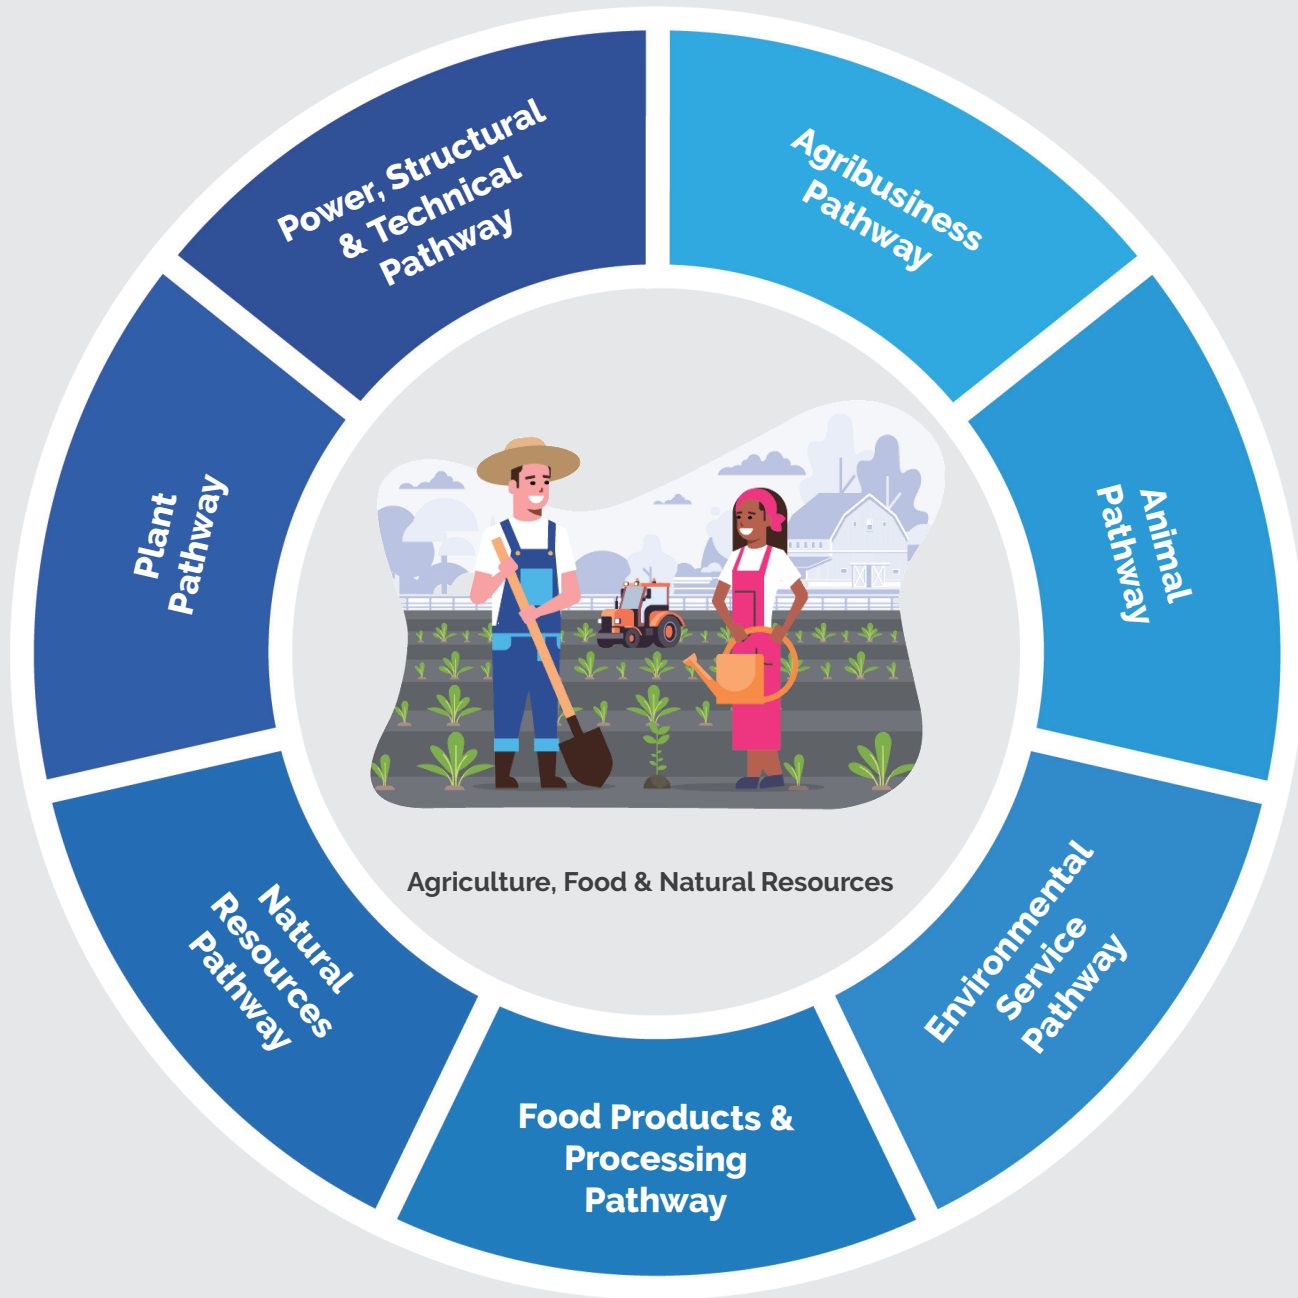 Power, Structural
& Technical
Pathway
Agribusiness
Pathway
Animal
Pathway
Environmental
Service
Pathway
Food Products &
Processing
Pathway
Natural
Resources
Pathway
Plant
Pathway
Agriculture, Food & Natural Resources